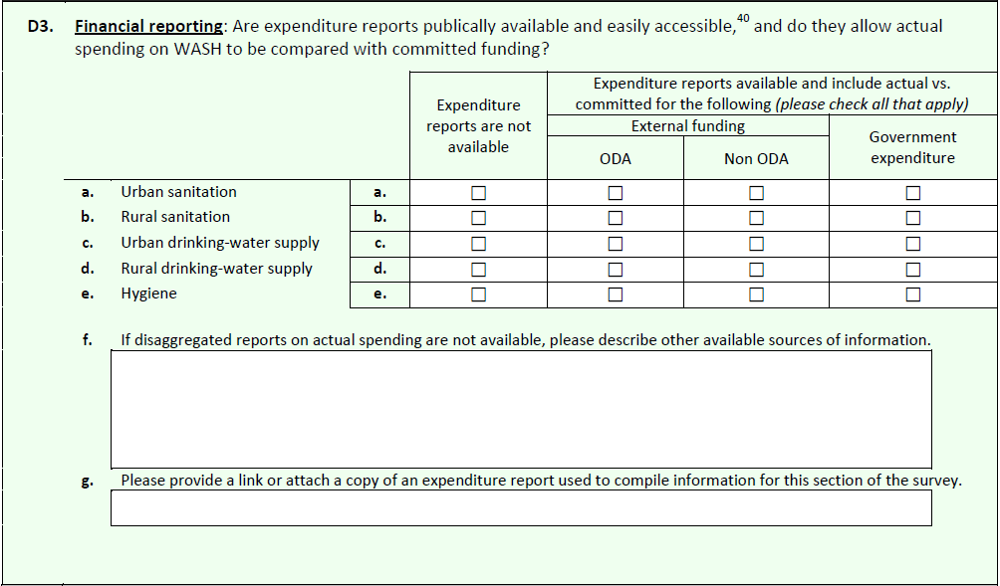 D3. Financial reporting: Are expenditure reports publically available and easily accessible,40 and do they allow actual
spending on WASH to be compared with committed funding?
Expenditure reports available and include actual vs.
committed for the following (please check all that apply)
Expenditure
reports are not
available
External funding
Government
expenditure
ODA
Non ODA
a. Urban sanitation a. ☐ ☐ ☐ ☐
b. Rural sanitation b. ☐ ☐ ☐ ☐
c. Urban drinking-water supply c. ☐ ☐ ☐ ☐
d. Rural drinking-water supply d. ☐ ☐ ☐ ☐
e. Hygiene e. ☐ ☐ ☐ ☐
f. If disaggregated reports on actual spending are not available, please describe other available sources of information.
g. Please provide a link or attach a copy of an expenditure report used to compile information for this section of the survey.